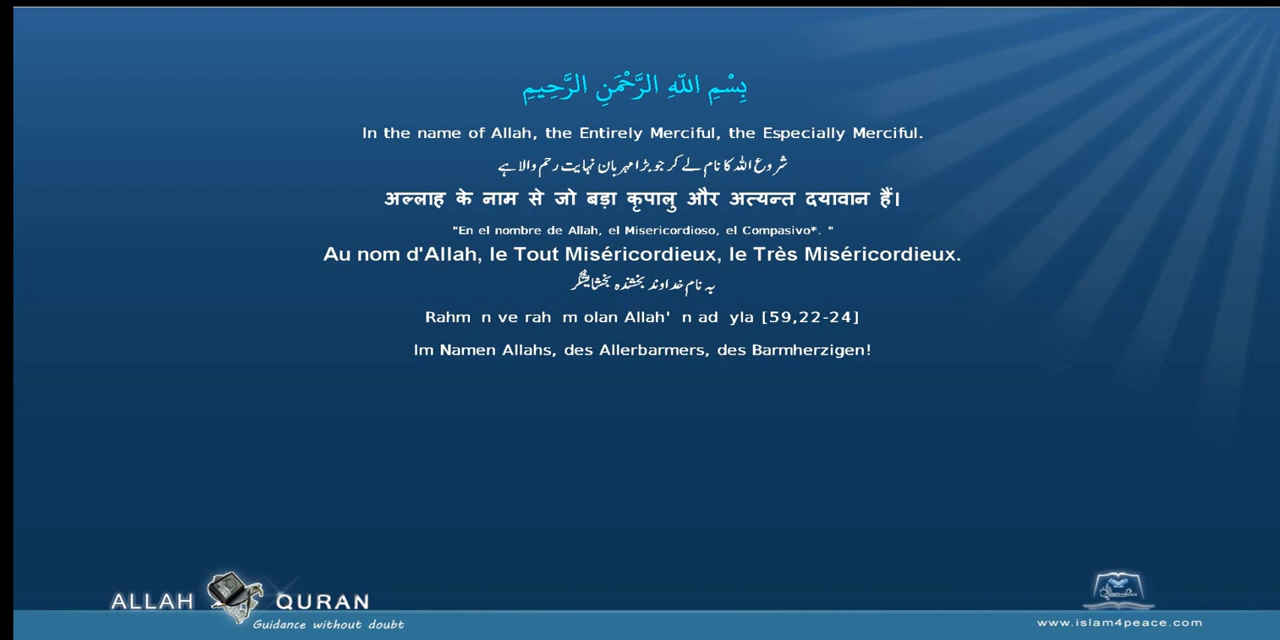 بِسْمِ اللّهِ الرَّحْمَنِ الرَّحِيمِ
In the name of Allah, the Entirely Merciful, the Especially Merciful.
شروع الله کا نام لے کر جو بڑا مہربان نہایت رحم والا ہے
अल्लाह के नाम से जो बड़ा कृपालु और अत्यन्त दयावान हैं।
"En el nombre de Allah, el Misericordioso, el Compasivo*. "
Au nom d'Allah, le Tout Miséricordieux, le Très Miséricordieux.
به نام خداوند بخشنده بخشایشگر
Rahm n ve rah m olan Allah' n ad yla [59,22-24]
Im Namen Allahs, des Allerbarmers, des Barmherzigen!
ALLAH QURAN
Guidance without doubt
www.islam4peace.com